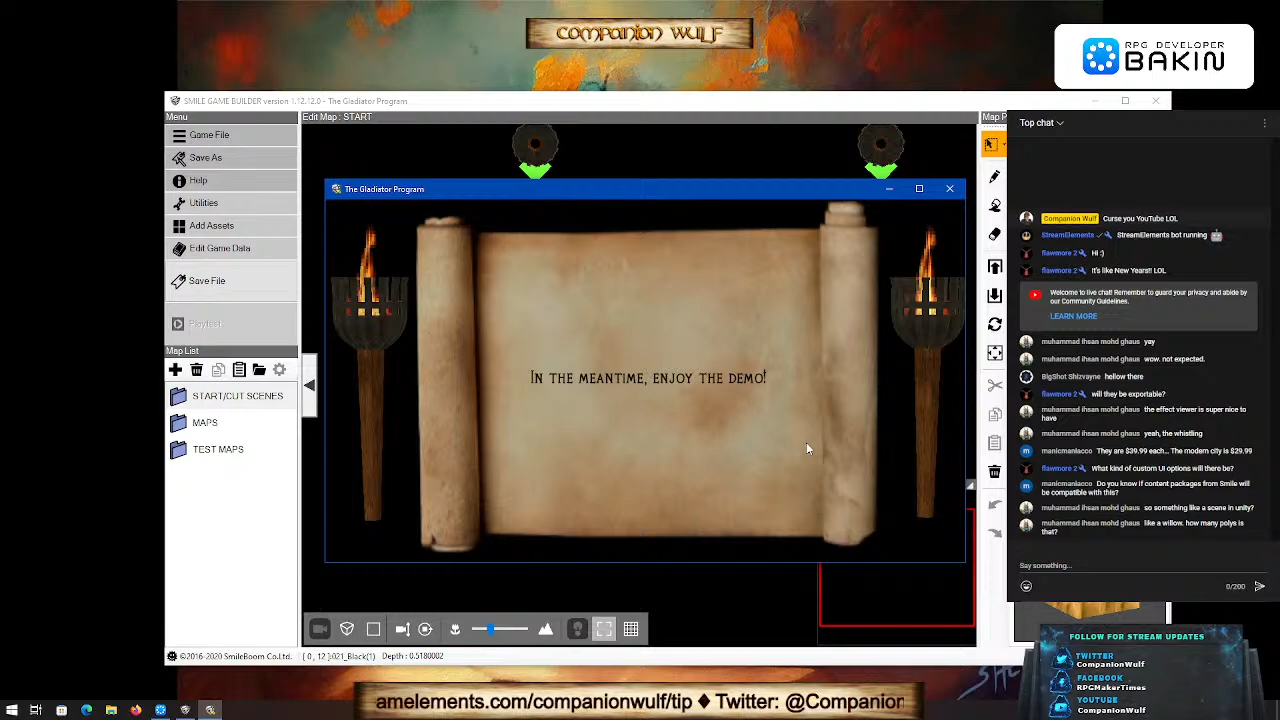 COMPANION WULF
RPG DEVELOPER
BAKIN
SMILE GAME BUILDER version 1.12.12.0 - The Gladiator Program
Menu
Edit Map : START
Map P
Game File
Save As
Help
Utilities
Add Assets
Edit Game Data
Save File
Playtest
Map List
START/CUT SCENES
MAPS
TEST MAPS
The Gladiator Program
In the meantime, enjoy the demo!
Top chat
Companion Wulf Curse you YouTube LOL
StreamElements StreamElements bot running
flawmore 2 Hi :)
flawmore 2 It's like New Years!! LOL
Welcome to live chat! Remember to guard your privacy and abide by
our Community Guidelines.
LEARN MORE
muhammad ihsan mohd ghaus yay
muhammad ihsan mohd ghaus wow. not expected.
BigShot Shizvayne hellow there
flawmore 2 will they be exportable?
muhammad ihsan mohd ghaus the effect viewer is super nice to
have
muhammad ihsan mohd ghaus yeah, the whistling
manicmaniacco They are $39.99 each... The modern city is $29.99
flawmore 2 What kind of custom UI options will there be?
manicmaniacco Do you know if content packages from Smile will
be compatible with this?
muhammad ihsan mohd ghaus so something like a scene in unity?
muhammad ihsan mohd ghaus like a willow. how many polys is
that?
Say something...
0/200
©2016-2020 SmileBoom Co.Ltd. [ 0, 12 ]:021_Black(1) Depth : 0.5180002
FOLLOW FOR STREAM UPDATES
TWITTER
CompanionWulf
FACEBOOK
RPGMakerTimes
YOUTUBE
CompanionWulf
amelements.com/companionwulf/tip ♦ Twitter: @Companion